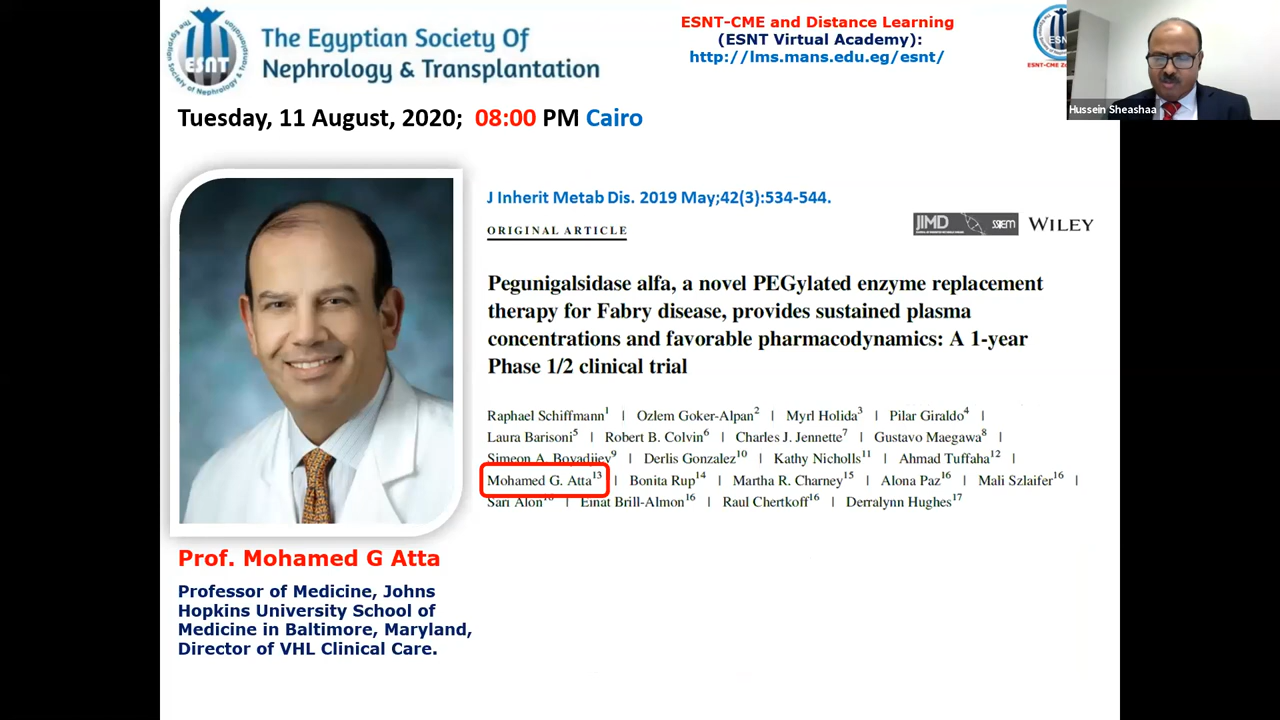 The Egyptian Society Of
Nephrology & Transplantation
ESNT
ESNT-CME and Distance Learning
(ESNT Virtual Academy):
http://lms.mans.edu.eg/esnt/
Hussein Sheashaa
Tuesday, 11 August, 2020; 08:00 PM Cairo
J Inherit Metab Dis. 2019 May;42(3):534-544.
ORIGINAL ARTICLE
JIMD SSIEM WILEY
Pegunigalsidase alfa, a novel PEGylated enzyme replacement
therapy for Fabry disease, provides sustained plasma
concentrations and favorable pharmacodynamics: A 1-year
Phase 1/2 clinical trial
Raphael Schiffmann1 | Ozlem Goker-Alpan2 | Myrl Holida3 | Pilar Giraldo4 |
Laura Barisoni5 | Robert B. Colvin6 | Charles J. Jennette7 | Gustavo Maegawa8 |
Simeon A. Boyadjiev9 | Derlis Gonzalez10 | Kathy Nicholls11 | Ahmad Tuffaha12 |
Mohamed G. Atta13 | Bonita Rup14 | Martha R. Charney15 | Alona Paz16 | Mali Szlaifer16 |
Sari Alon16 | Einat Brill-Almon16 | Raul Chertkoff16 | Derralynn Hughes17
Prof. Mohamed G Atta
Professor of Medicine, Johns
Hopkins University School of
Medicine in Baltimore, Maryland,
Director of VHL Clinical Care.